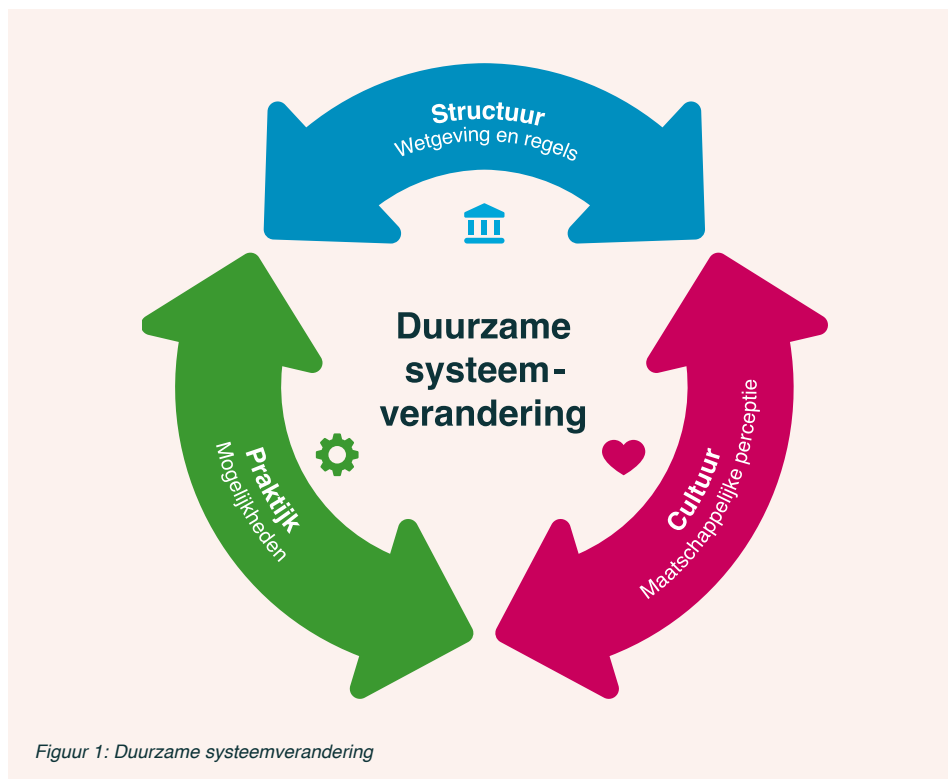 Structuur
Wetgeving en regels
Duurzame
systeem-
verandering
Praktijk
Mogelijkheden
Cultuur
Maatschappelijke perceptie
Figuur 1: Duurzame systeemverandering